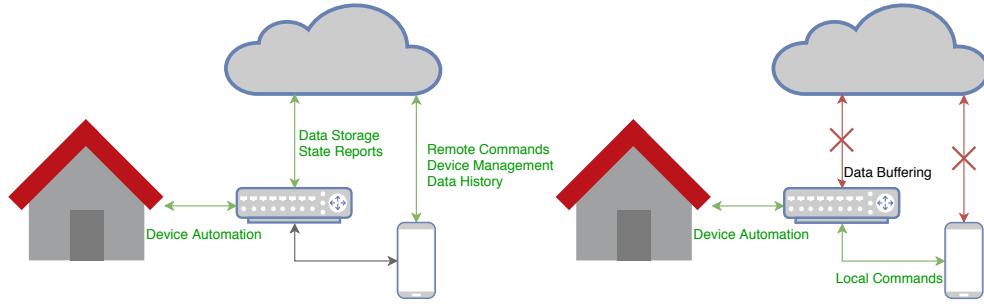 Data Storage
State Reports
Remote Commands
Device Management
Data History
Device Automation
Data Buffering
Device Automation
Local Commands